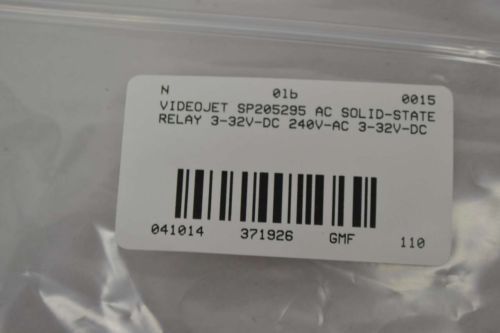 N 01b 0015
VIDEOJET SP205295 AC SOLID-STATE
RELAY 3-32V-DC 240V-AC 3-32V-DC
041014 371926 GMF 110